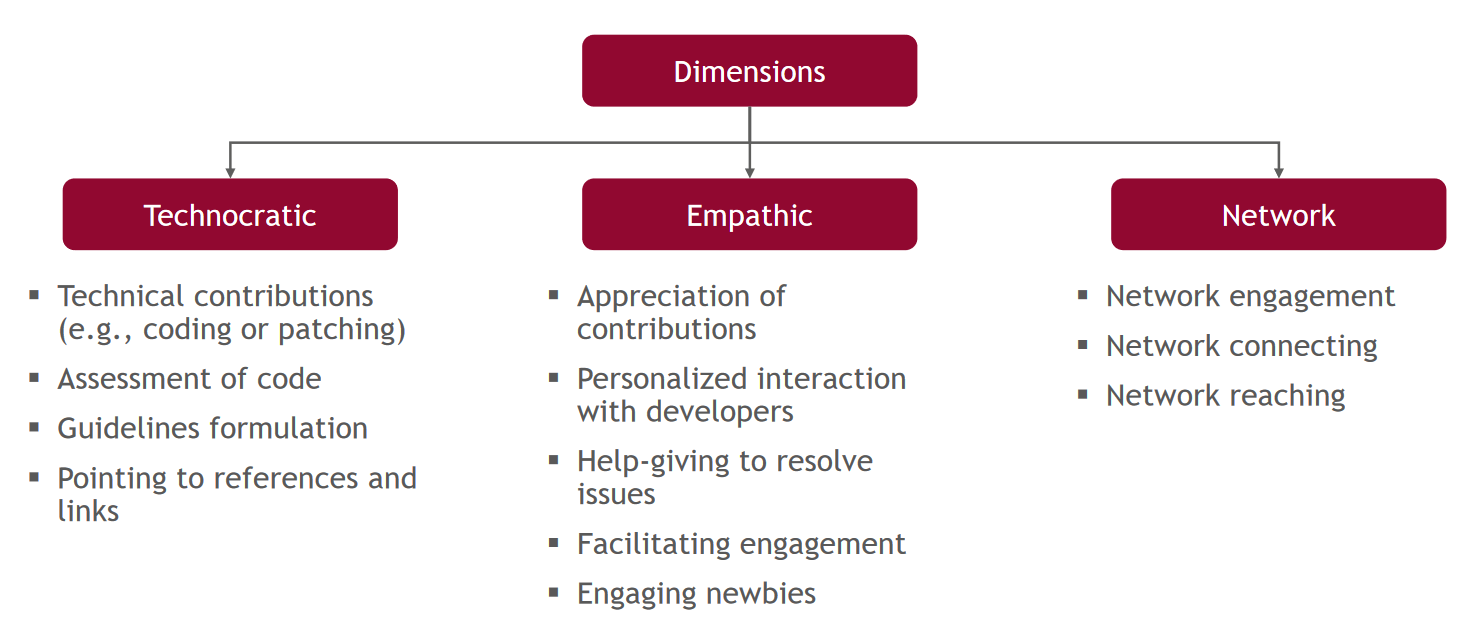 Dimensions
Technocratic
▪ Technical contributions
(e.g., coding or patching)
▪ Assessment of code
▪ Guidelines formulation
▪ Pointing to references and
links
Empathic
▪ Appreciation of
contributions
▪ Personalized interaction
with developers
▪ Help-giving to resolve
issues
▪ Facilitating engagement
▪ Engaging newbies
Network
▪ Network engagement
▪ Network connecting
▪ Network reaching